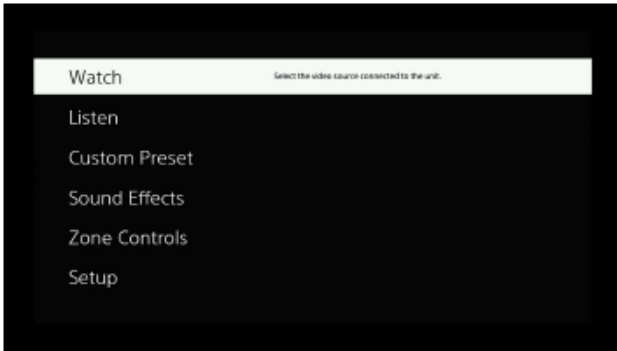 Watch
Select the video source connected to the unit.
Listen
Custom Preset
Sound Effects
Zone Controls
Setup